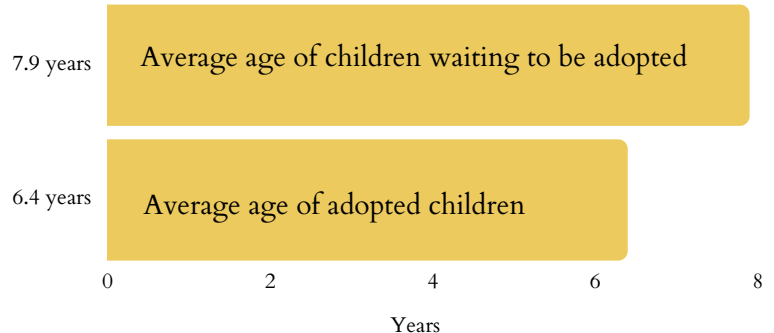 7.9 years
Average age of children waiting to be adopted
6.4 years
Average age of adopted children
0 2 4 6 8
Years